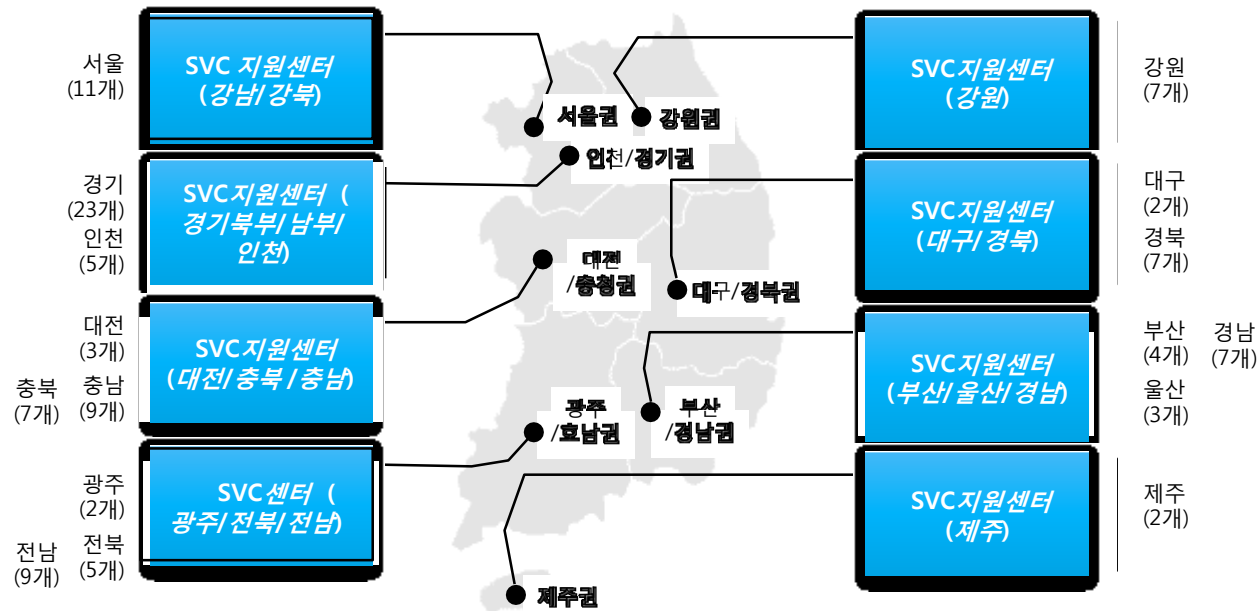 서울
(11개)
SVC 지원센터
(강남/강북)
경기
(23개)
인천
(5개)
SVC지원센터 (
경기북부/남부/
인천)
대전
(3개)
충북
(7개)
충남
(9개)
SVC지원센터
(대전/충북/충남)
광주
(2개)
전남
(9개)
전북
(5개)
SVC센터 (
광주/전북/전남)
서울권
강원권
인천/경기권
대전
/충청권
대구/경북권
광주
/호남권
부산
/경남권
제주권
SVC지원센터
(강원)
강원
(7개)
SVC지원센터
(대구/경북)
대구
(2개)
경북
(7개)
SVC지원센터
(부산/울산/경남)
부산
(4개)
경남
(7개)
울산
(3개)
SVC지원센터
(제주)
제주
(2개)